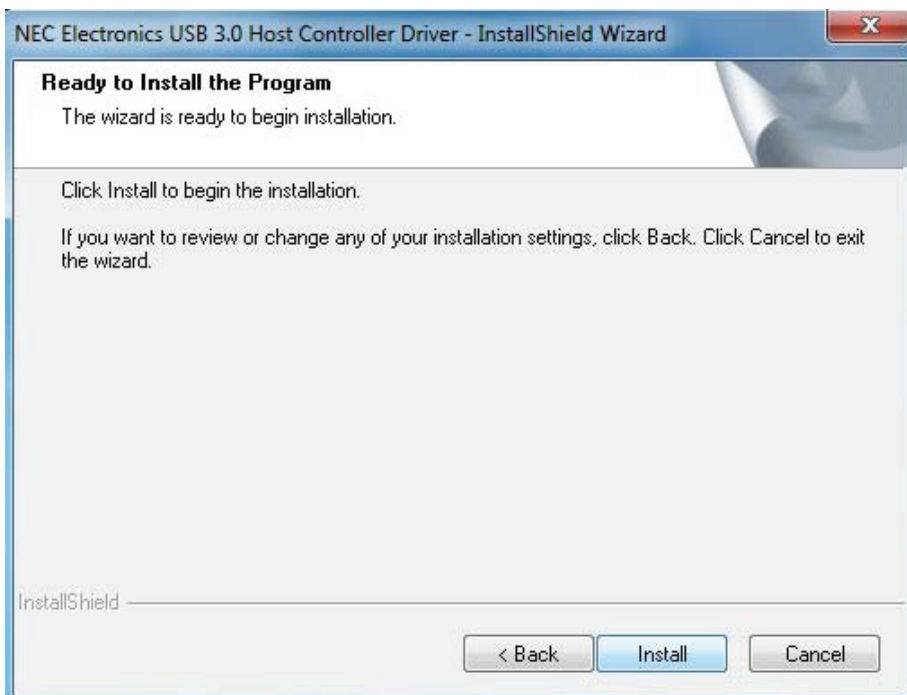 NEC Electronics USB 3.0 Host Controller Driver - InstallShield Wizard
Ready to Install the Program
The wizard is ready to begin installation.
Click Install to begin the installation.
If you want to review or change any of your installation settings, click Back. Click Cancel to exit
the wizard.
InstallShield
< Back Install Cancel